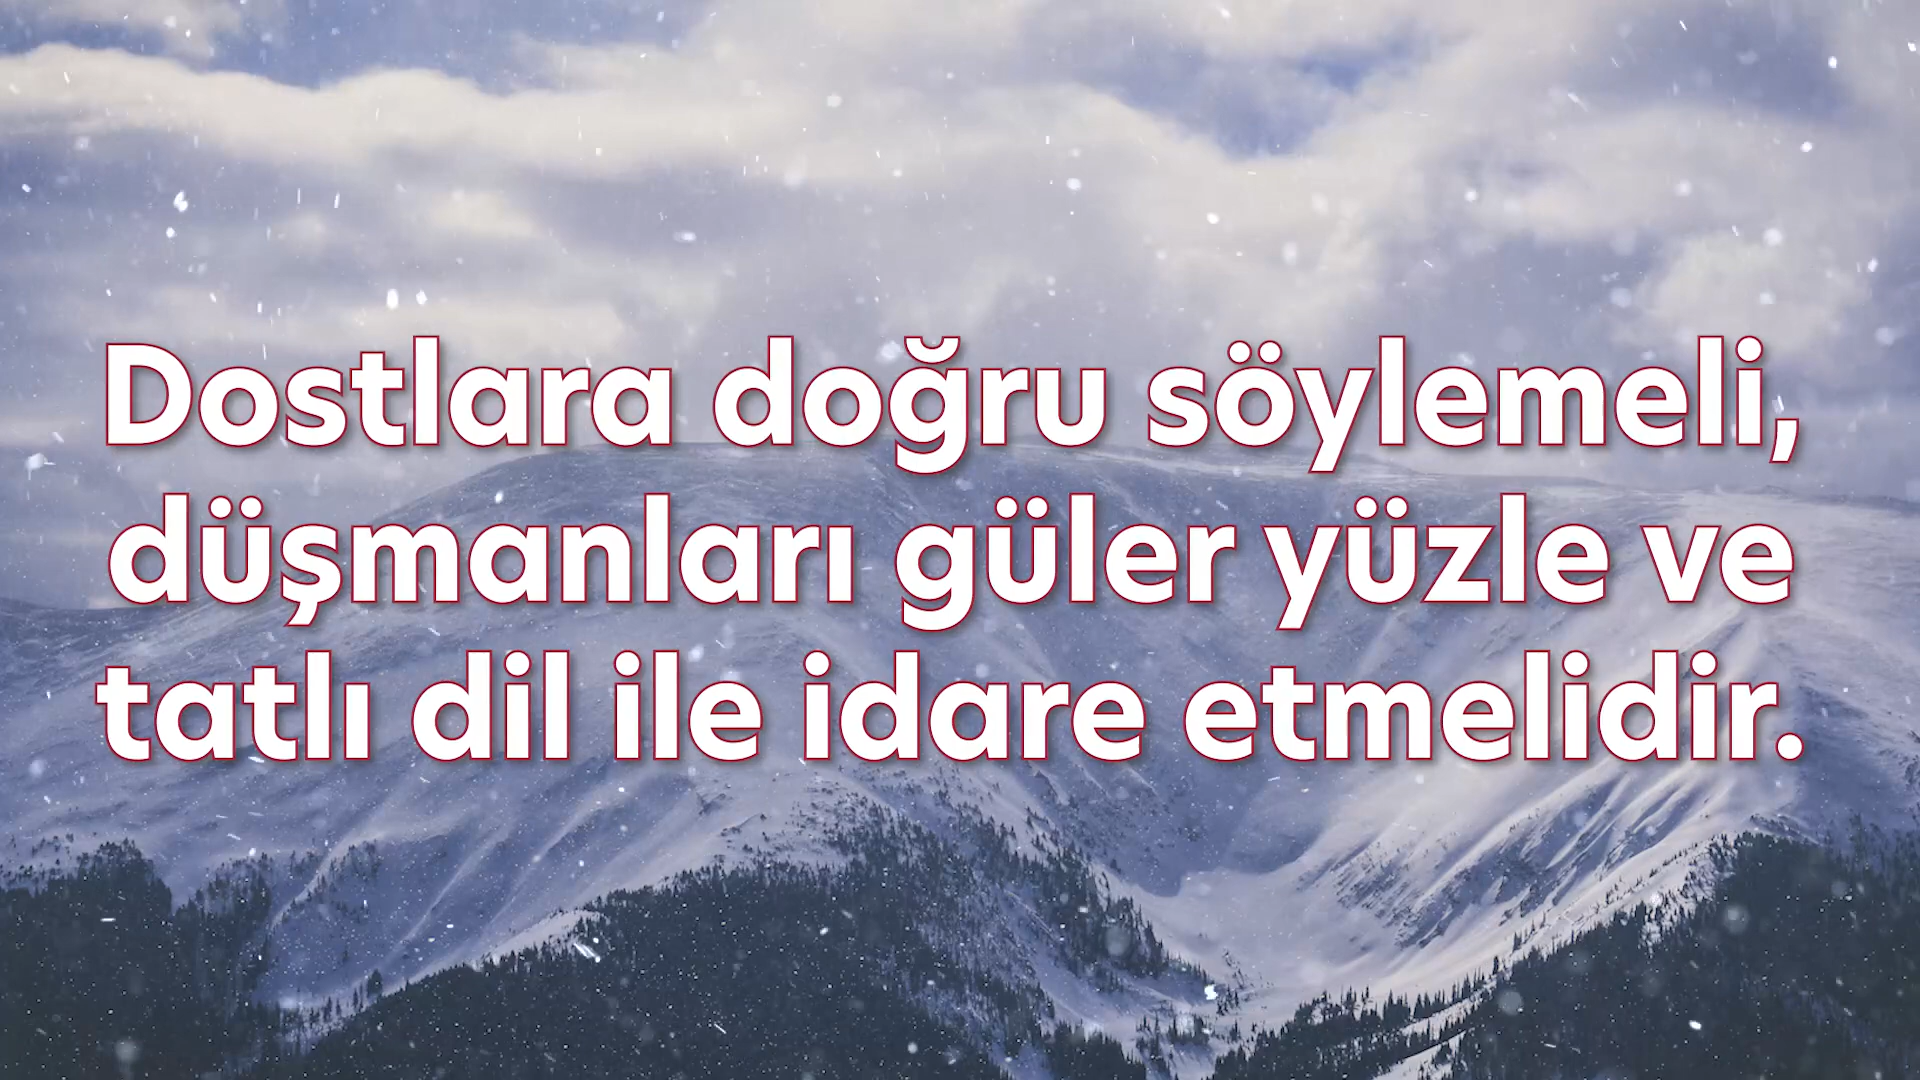 Dostlara doğru söylemeli,
düşmanları güler yüzle ve
tatlı dil ile idare etmelidir.